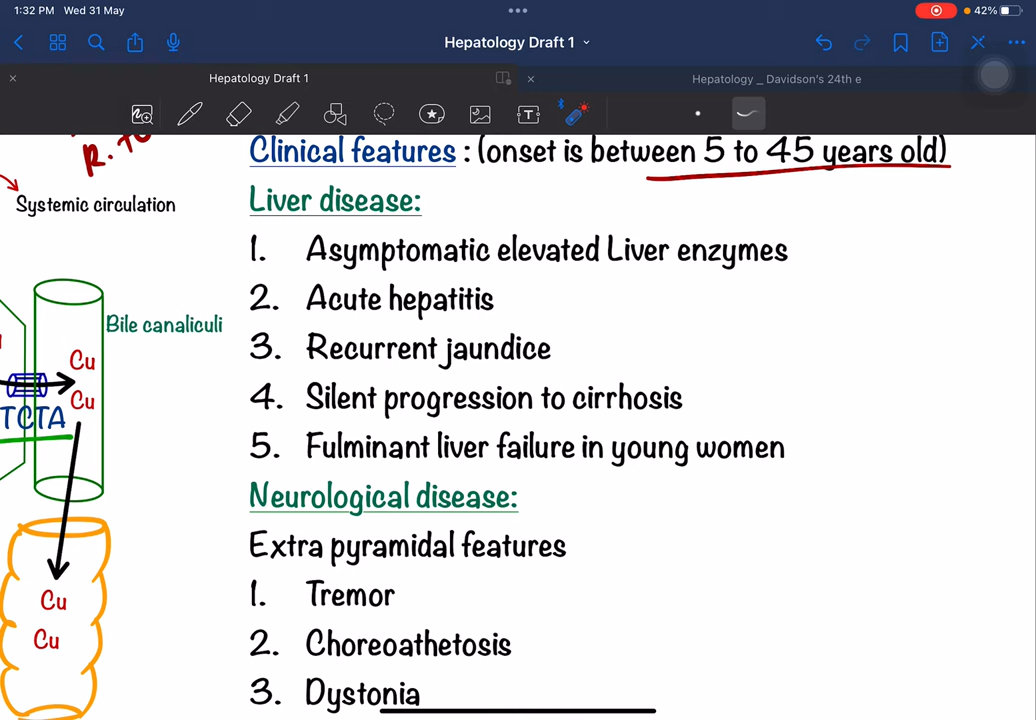 1:32 PM Wed 31 May
42%
Hepatology Draft 1
Hepatology Draft 1
Hepatology _ Davidson's 24th e
R. to
Systemic circulation
Bile canaliculi
Cu
Cu
TCTA
Cu
Cu
Clinical features : (onset is between 5 to 45 years old)
Liver disease:
1. Asymptomatic elevated Liver enzymes
2. Acute hepatitis
3. Recurrent jaundice
4. Silent progression to cirrhosis
5. Fulminant liver failure in young women
Neurological disease:
Extra pyramidal features
1. Tremor
2. Choreoathetosis
3. Dystonia